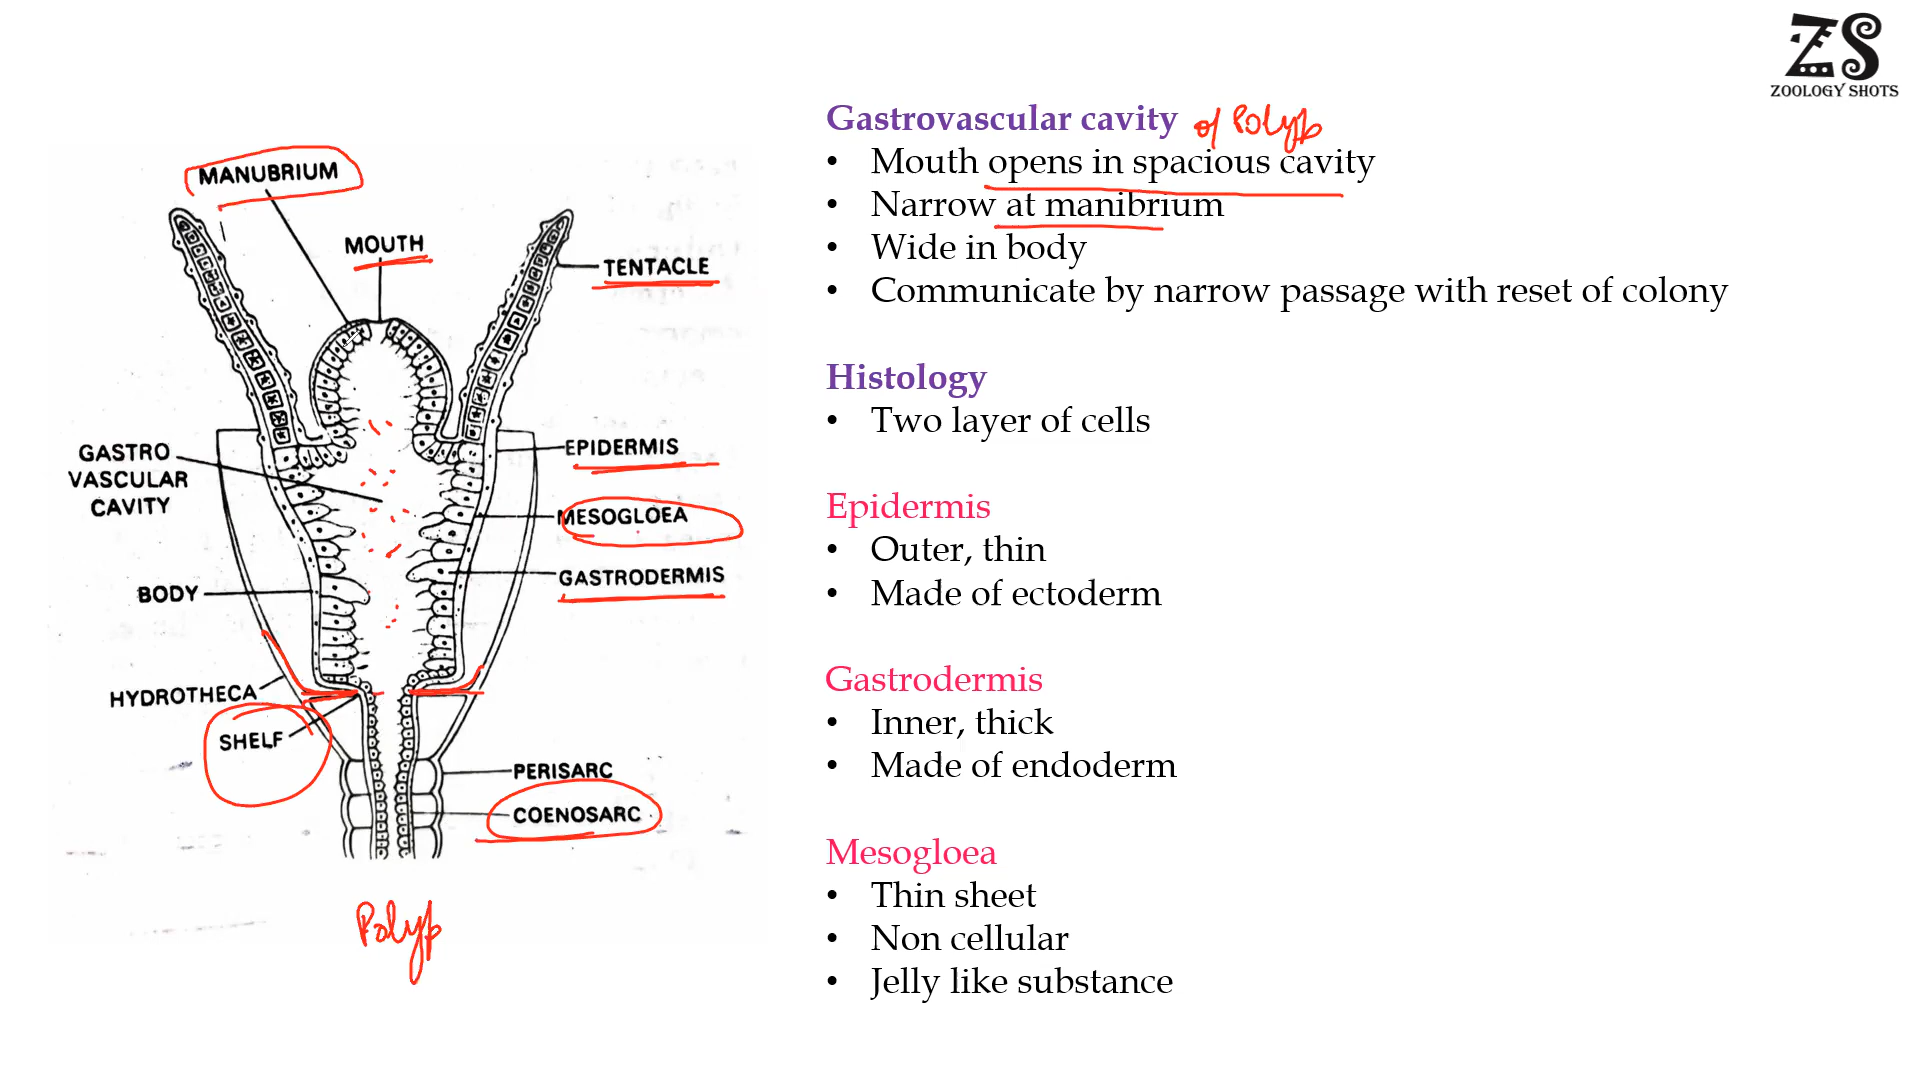 ZS
ZOOLOGY SHOTS
MANUBRIUM
MOUTH
TENTACLE
GASTRO
VASCULAR
CAVITY
EPIDERMIS
MESOGLOEA
GASTRODERMIS
BODY
HYDROTHECA
SHELF
PERISARC
COENOSARC
Polyp
Gastrovascular cavity of Polyp
• Mouth opens in spacious cavity
• Narrow at manibrium
• Wide in body
• Communicate by narrow passage with reset of colony
Histology
• Two layer of cells
Epidermis
• Outer, thin
• Made of ectoderm
Gastrodermis
• Inner, thick
• Made of endoderm
Mesogloea
• Thin sheet
• Non cellular
• Jelly like substance